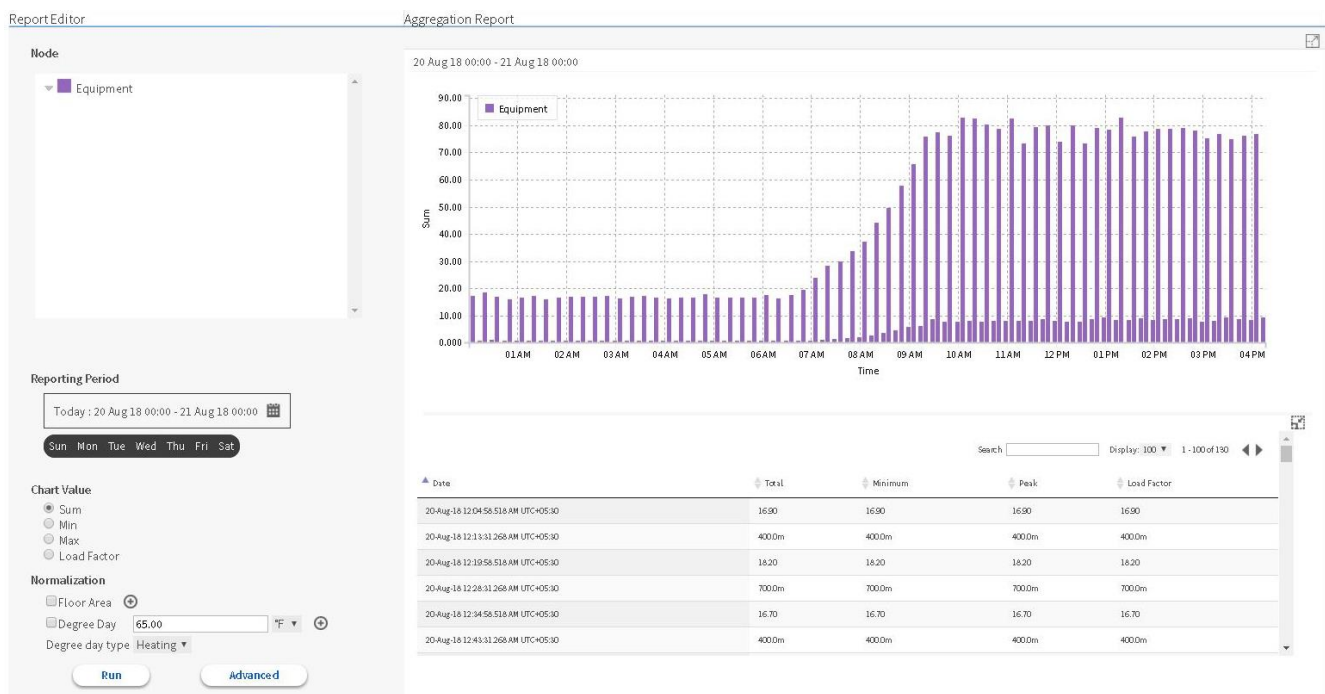 Report Editor
Node
Equipment
Reporting Period
Today : 20 Aug 18 00:00 - 21 Aug 18 00:00
Sun Mon Tue Wed Thu Fri Sat
Chart Value
Sum
Min
Max
Load Factor
Normalization
Floor Area
Degree Day 65.00 °F
Degree day type Heating
Run Advanced
Aggregation Report
20 Aug 18 00:00 - 21 Aug 18 00:00
Equipment
90.00
80.00
70.00
60.00
50.00
40.00
30.00
20.00
10.00
0.000
Sum
01 AM 02 AM 03 AM 04 AM 05 AM 06 AM 07 AM 08 AM 09 AM 10 AM 11 AM 12 PM 01 PM 02 PM 03 PM 04 PM
Time
Search Display: 100 1 - 100 of 130
Date Total Minimum Peak Load Factor
20-Aug-18 12:04:58.518 AM UTC+05:30 16.90 16.90 16.90 16.90
20-Aug-18 12:13:31.268 AM UTC+05:30 400.0m 400.0m 400.0m 400.0m
20-Aug-18 12:19:58.518 AM UTC+05:30 18.20 18.20 18.20 18.20
20-Aug-18 12:28:31.268 AM UTC+05:30 700.0m 700.0m 700.0m 700.0m
20-Aug-18 12:34:58.518 AM UTC+05:30 16.70 16.70 16.70 16.70
20-Aug-18 12:43:31.268 AM UTC+05:30 400.0m 400.0m 400.0m 400.0m